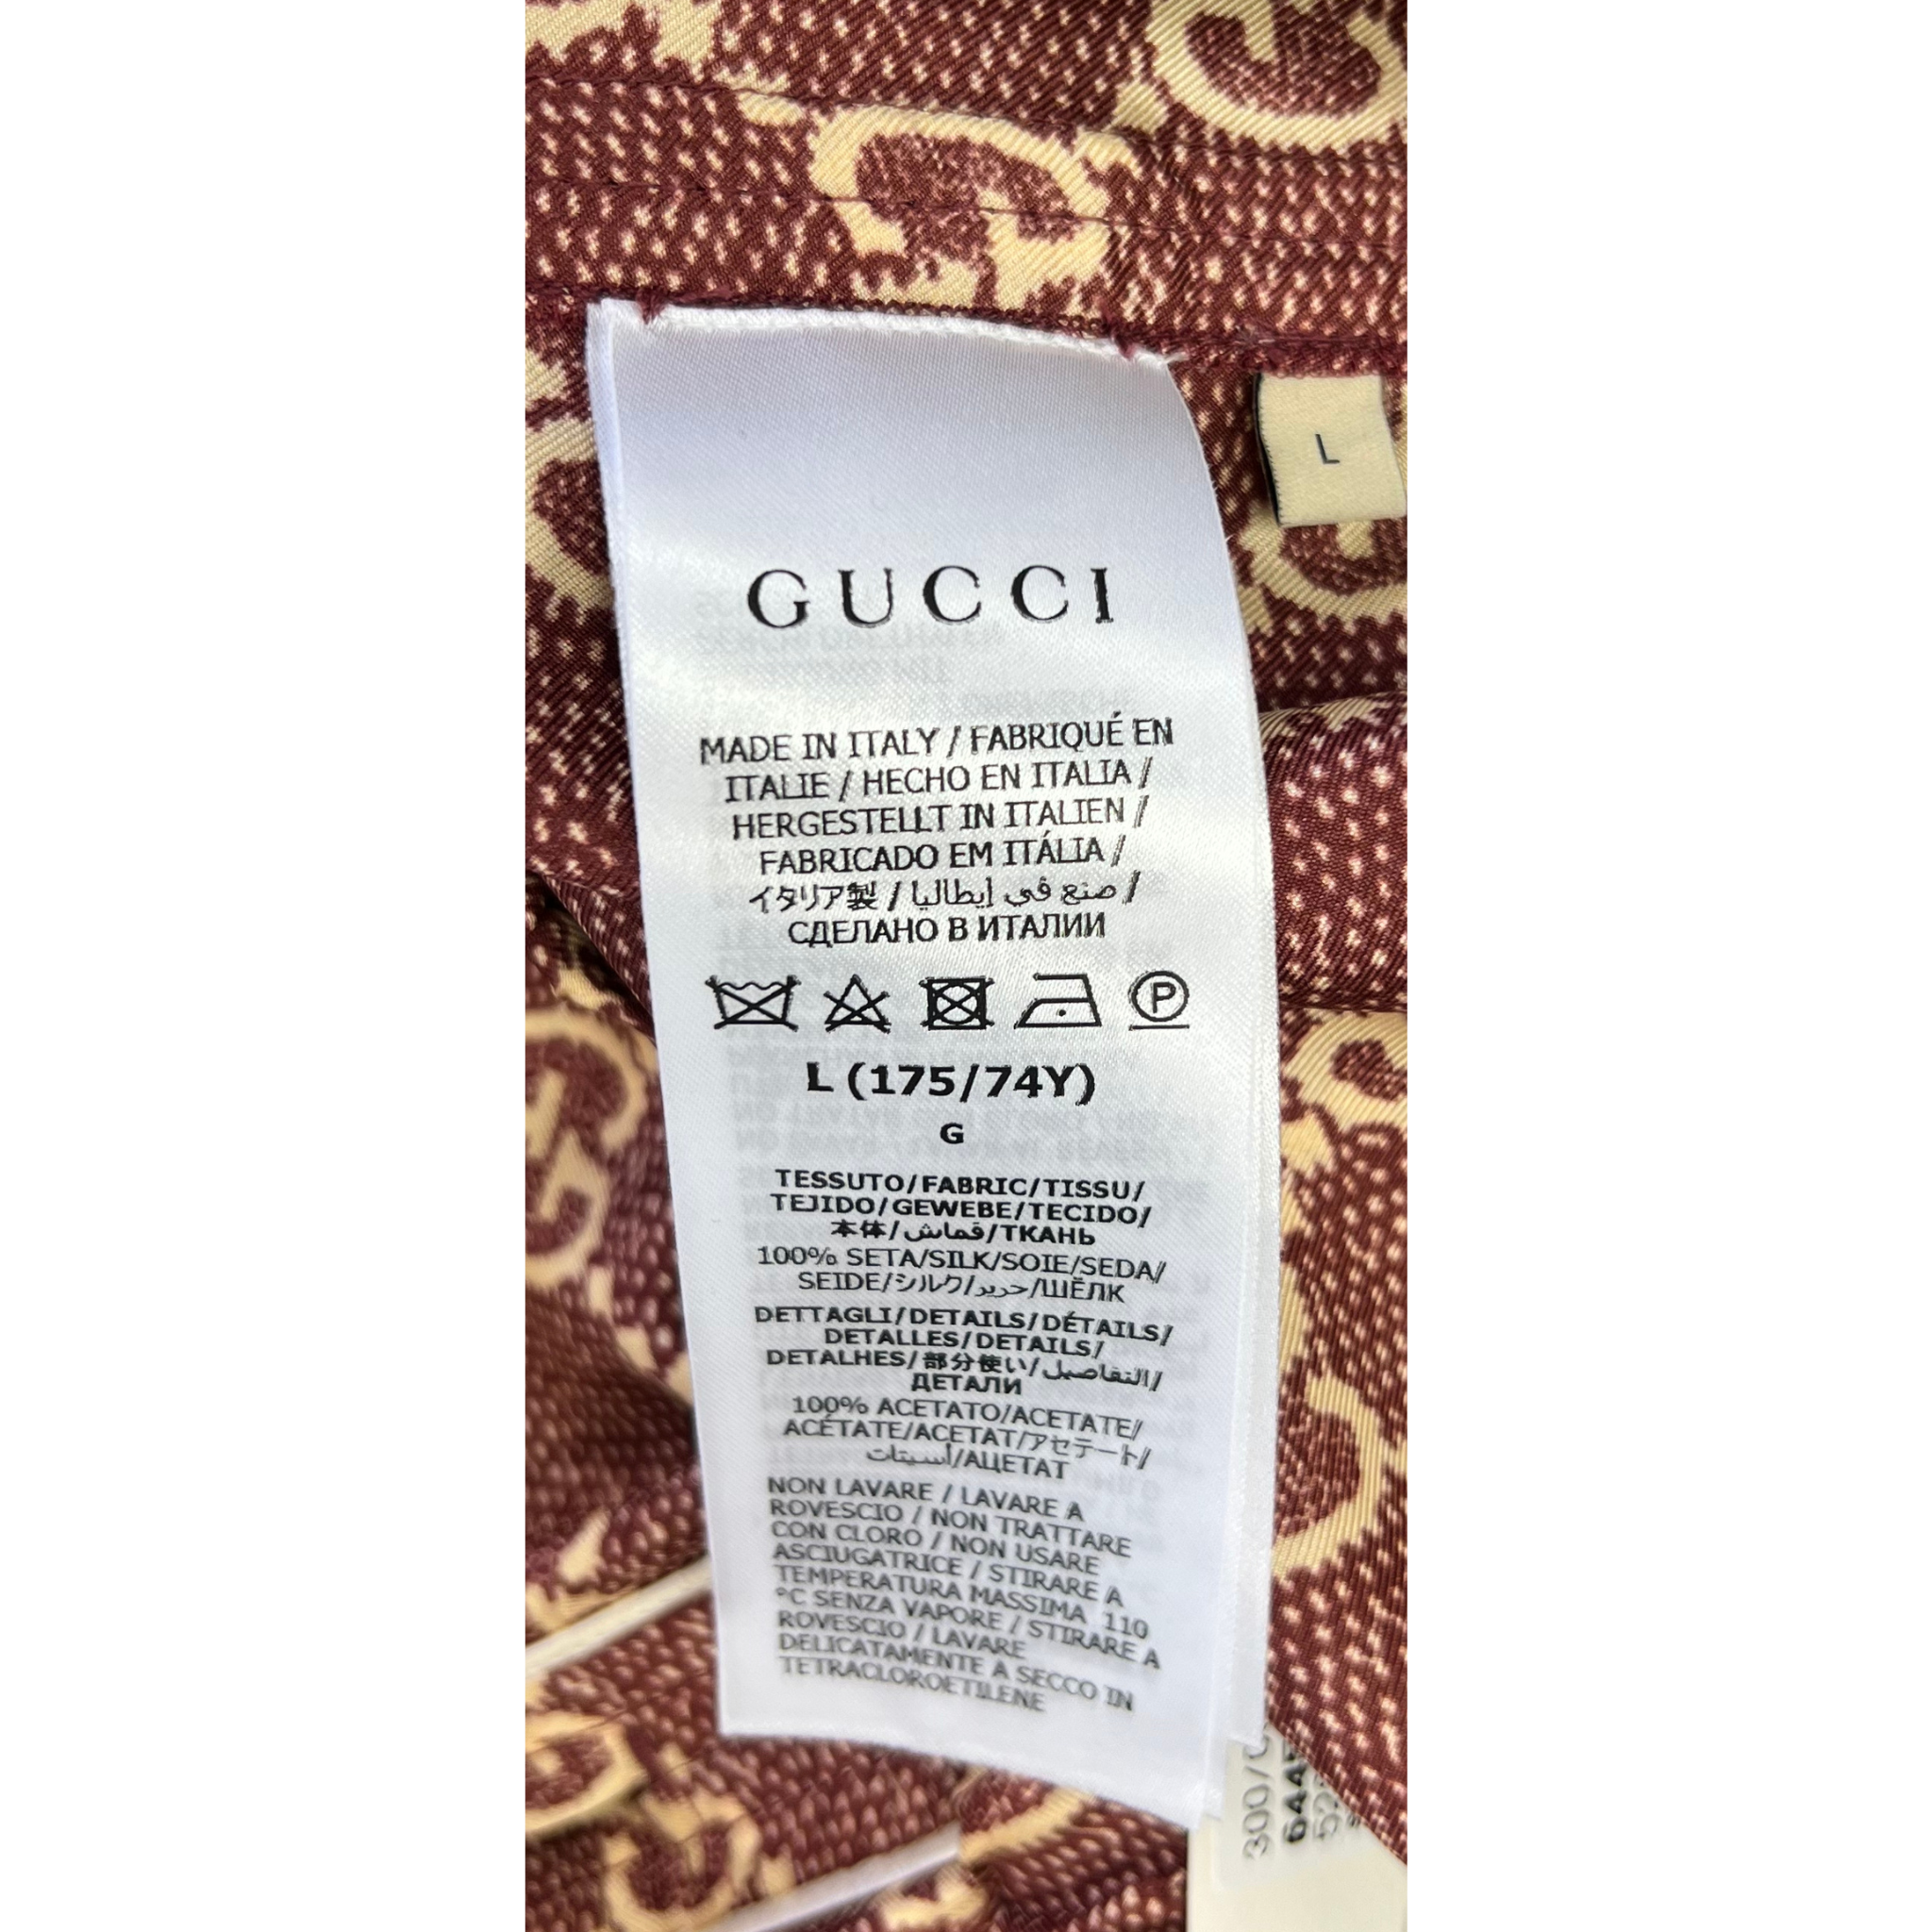 L
GUCCI
MADE IN ITALY / FABRIQUÉ EN
ITALIE / HECHO EN ITALIA /
HERGESTELLT IN ITALIEN /
FABRICADO EM ITÁLIA /
イタリア製 / صنع في إيطاليا /
СДЕЛАНО В ИТАЛИИ
P
L (175/74Y)
G
TESSUTO/FABRIC/TISSU/
TEJIDO/GEWEBE/TECIDO/
本体/قماش/ТКАНЬ
100% SETA/SILK/SOIE/SEDA/
SEIDE/シルク/حرير/ШЁЛК
DETTAGLI/DETAILS/DÉTAILS/
DETALLES/DETAILS/
DETALHES/部分使い/التفاصيل/
ДЕТАЛИ
100% ACETATO/ACETATE/
ACÉTATE/ACETAT/アセテート/
أسيتات/АЦЕТАТ
NON LAVARE / LAVARE A
ROVESCIO / NON TRATTARE
CON CLORO / NON USARE
ASCIUGATRICE / STIRARE A
TEMPERATURA MASSIMA 110
°C SENZA VAPORE / STIRARE A
ROVESCIO / LAVARE
DELICATAMENTE A SECCO IN
TETRACLOROETILENE
300/